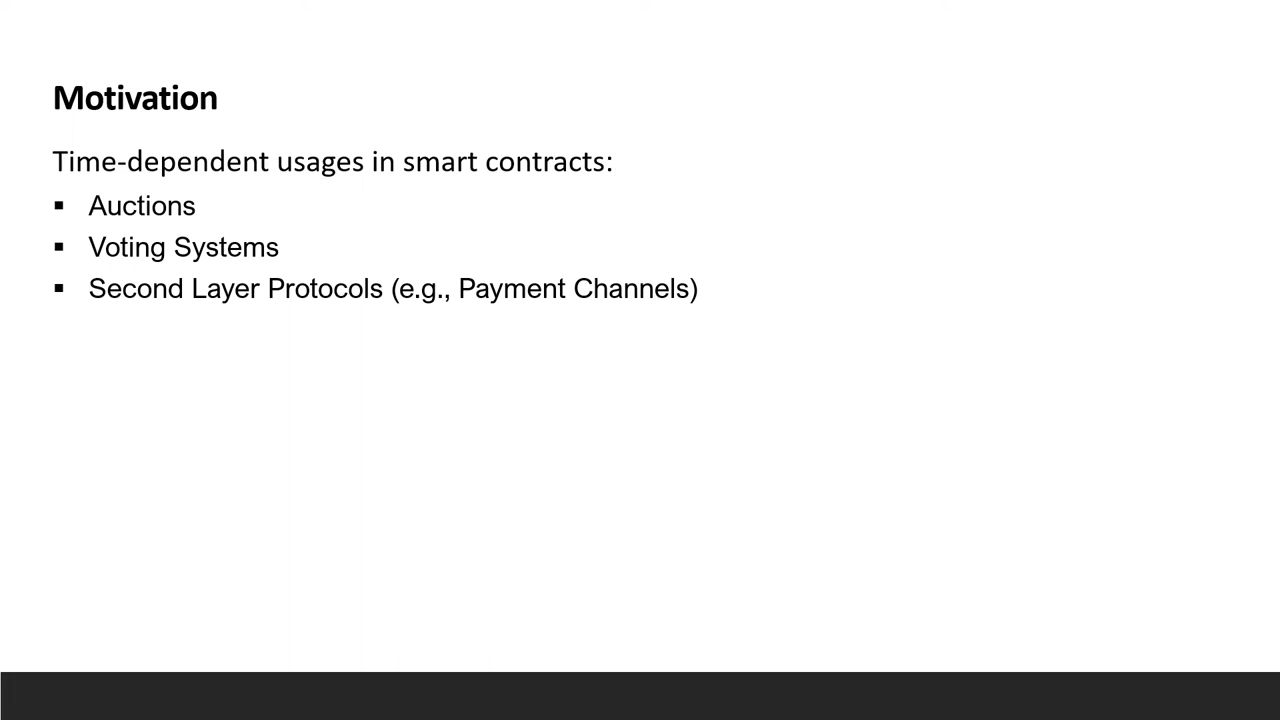 Motivation
Time-dependent usages in smart contracts:
▪ Auctions
▪ Voting Systems
▪ Second Layer Protocols (e.g., Payment Channels)